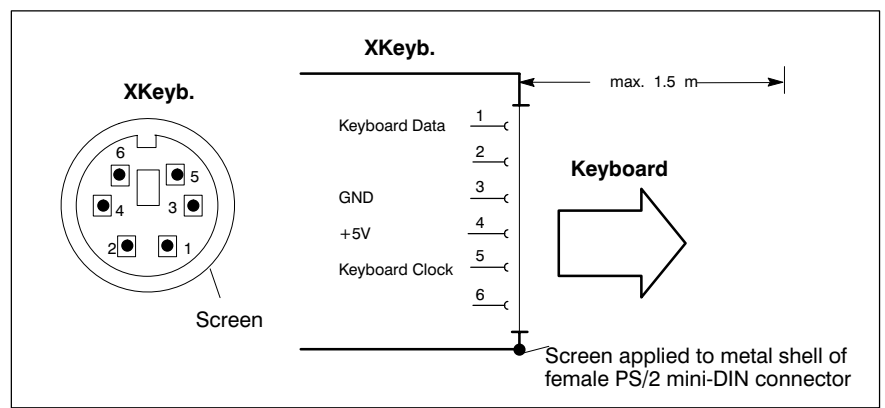 XKeyb.
6
5
4
3
2
1
Screen
XKeyb.
max. 1.5 m
Keyboard Data 1
2
GND 3
+5V 4
Keyboard Clock 5
6
Keyboard
Screen applied to metal shell of
female PS/2 mini-DIN connector